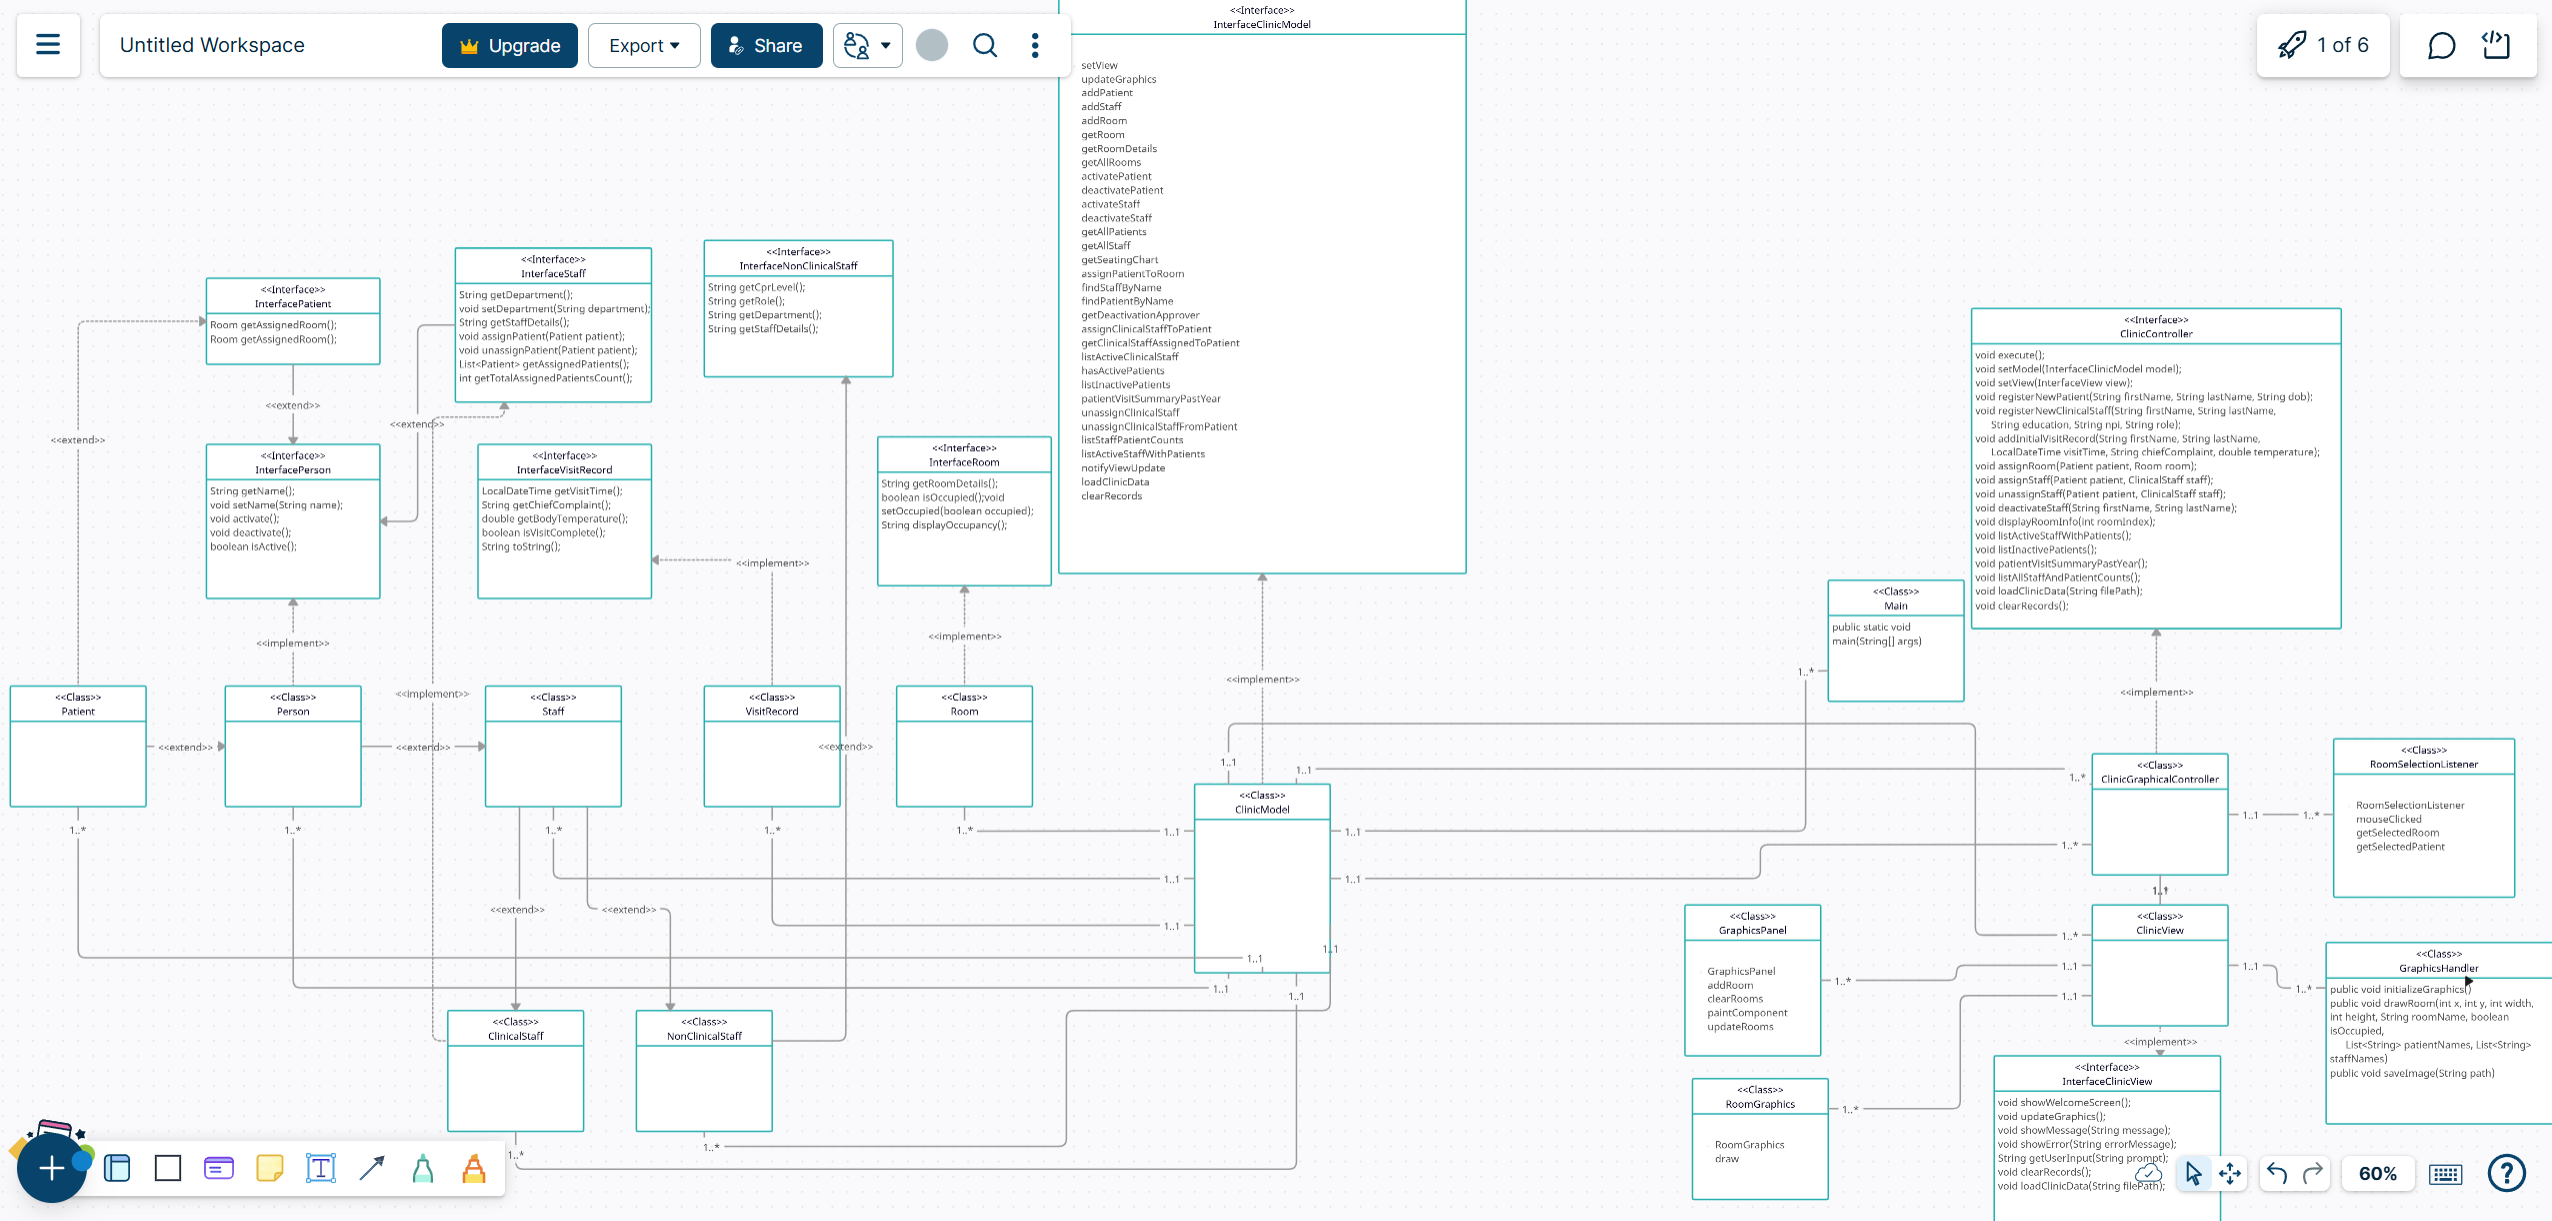 Untitled Workspace
Upgrade
Export
Share
1 of 6
<<Interface>>
InterfaceClinicModel
setView
updateGraphics
addPatient
addStaff
addRoom
getRoom
getRoomDetails
getAllRooms
activatePatient
deactivatePatient
activateStaff
deactivateStaff
getAllPatients
getAllStaff
getSeatingChart
assignPatientToRoom
findStaffByName
findPatientByName
getDeactivationApprover
assignClinicalStaffToPatient
getClinicalStaffAssignedToPatient
listActiveClinicalStaff
hasActivePatients
listInactivePatients
patientVisitSummaryPastYear
unassignClinicalStaff
unassignClinicalStaffFromPatient
listStaffPatientCounts
listActiveStaffWithPatients
notifyViewUpdate
loadClinicData
clearRecords
<<Interface>>
InterfacePatient
Room getAssignedRoom();
Room getAssignedRoom();
<<Interface>>
InterfaceStaff
String getDepartment();
void setDepartment(String department);
String getStaffDetails();
void assignPatient(Patient patient);
void unassignPatient(Patient patient);
List<Patient> getAssignedPatients();
int getTotalAssignedPatientsCount();
<<Interface>>
InterfaceNonClinicalStaff
String getCprLevel();
String getRole();
String getDepartment();
String getStaffDetails();
<<extend>>
<<extend>>
<<extend>>
<<Interface>>
InterfacePerson
String getName();
void setName(String name);
void activate();
void deactivate();
boolean isActive();
<<Interface>>
InterfaceVisitRecord
LocalDateTime getVisitTime();
String getChiefComplaint();
double getBodyTemperature();
boolean isVisitComplete();
String toString();
<<Interface>>
InterfaceRoom
String getRoomDetails();
boolean isOccupied();void
setOccupied(boolean occupied);
String displayOccupancy();
<<implement>>
<<implement>>
<<implement>>
<<implement>>
<<implement>>
<<Interface>>
ClinicController
void execute();
void setModel(InterfaceClinicModel model);
void setView(InterfaceView view);
void registerNewPatient(String firstName, String lastName, String dob);
void registerNewClinicalStaff(String firstName, String lastName,
String education, String npi, String role);
void addInitialVisitRecord(String firstName, String lastName,
LocalDateTime visitTime, String chiefComplaint, double temperature);
void assignRoom(Patient patient, Room room);
void assignStaff(Patient patient, ClinicalStaff staff);
void unassignStaff(Patient patient, ClinicalStaff staff);
void deactivateStaff(String firstName, String lastName);
void displayRoomInfo(int roomIndex);
void listActiveStaffWithPatients();
void listInactivePatients();
void patientVisitSummaryPastYear();
void listAllStaffAndPatientCounts();
void loadClinicData(String filePath);
void clearRecords();
<<Class>>
Main
public static void
main(String[] args)
1..*
<<implement>>
<<Class>>
Patient
<<extend>>
<<Class>>
Person
<<extend>>
<<Class>>
Staff
<<Class>>
VisitRecord
<<extend>>
<<Class>>
Room
1..*
1..*
1..*
1..*
1..*
1..1
1..1
<<Class>>
ClinicModel
1..1
1..1
1..1
1..1
1..1
1..1
1..1
1..1
1..1
1..*
<<Class>>
ClinicGraphicalController
1..*
1..1
1..*
<<Class>>
RoomSelectionListener
RoomSelectionListener
mouseClicked
getSelectedRoom
getSelectedPatient
<<extend>>
<<extend>>
<<Class>>
GraphicsPanel
GraphicsPanel
addRoom
clearRooms
paintComponent
updateRooms
1..*
<<Class>>
ClinicView
1..*
1..1
1..1
1..1
1..*
<<Class>>
GraphicsHandler
public void initializeGraphics()
public void drawRoom(int x, int y, int width,
int height, String roomName, boolean
isOccupied,
List<String> patientNames, List<String>
staffNames)
public void saveImage(String path)
<<Class>>
ClinicalStaff
1..*
<<Class>>
NonClinicalStaff
1..*
<<Class>>
RoomGraphics
RoomGraphics
draw
1..*
<<implement>>
<<Interface>>
InterfaceClinicView
void showWelcomeScreen();
void updateGraphics();
void showMessage(String message);
void showError(String errorMessage);
String getUserInput(String prompt);
void clearRecords();
void loadClinicData(String filePath);
60%